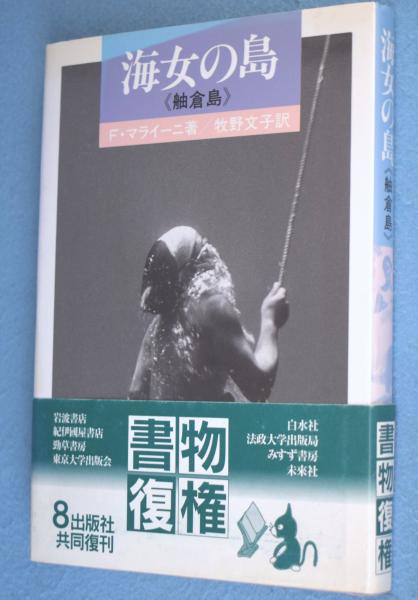 海女の島
《舳倉島》
F・マライーニ著／牧野文子訳
岩波書店
紀伊國屋書店
勁草書房
東京大学出版会
書物
復権
白水社
法政大学出版局
みすず書房
未來社
8出版社
共同復刊
海女の島
《舳倉島》
書物復権